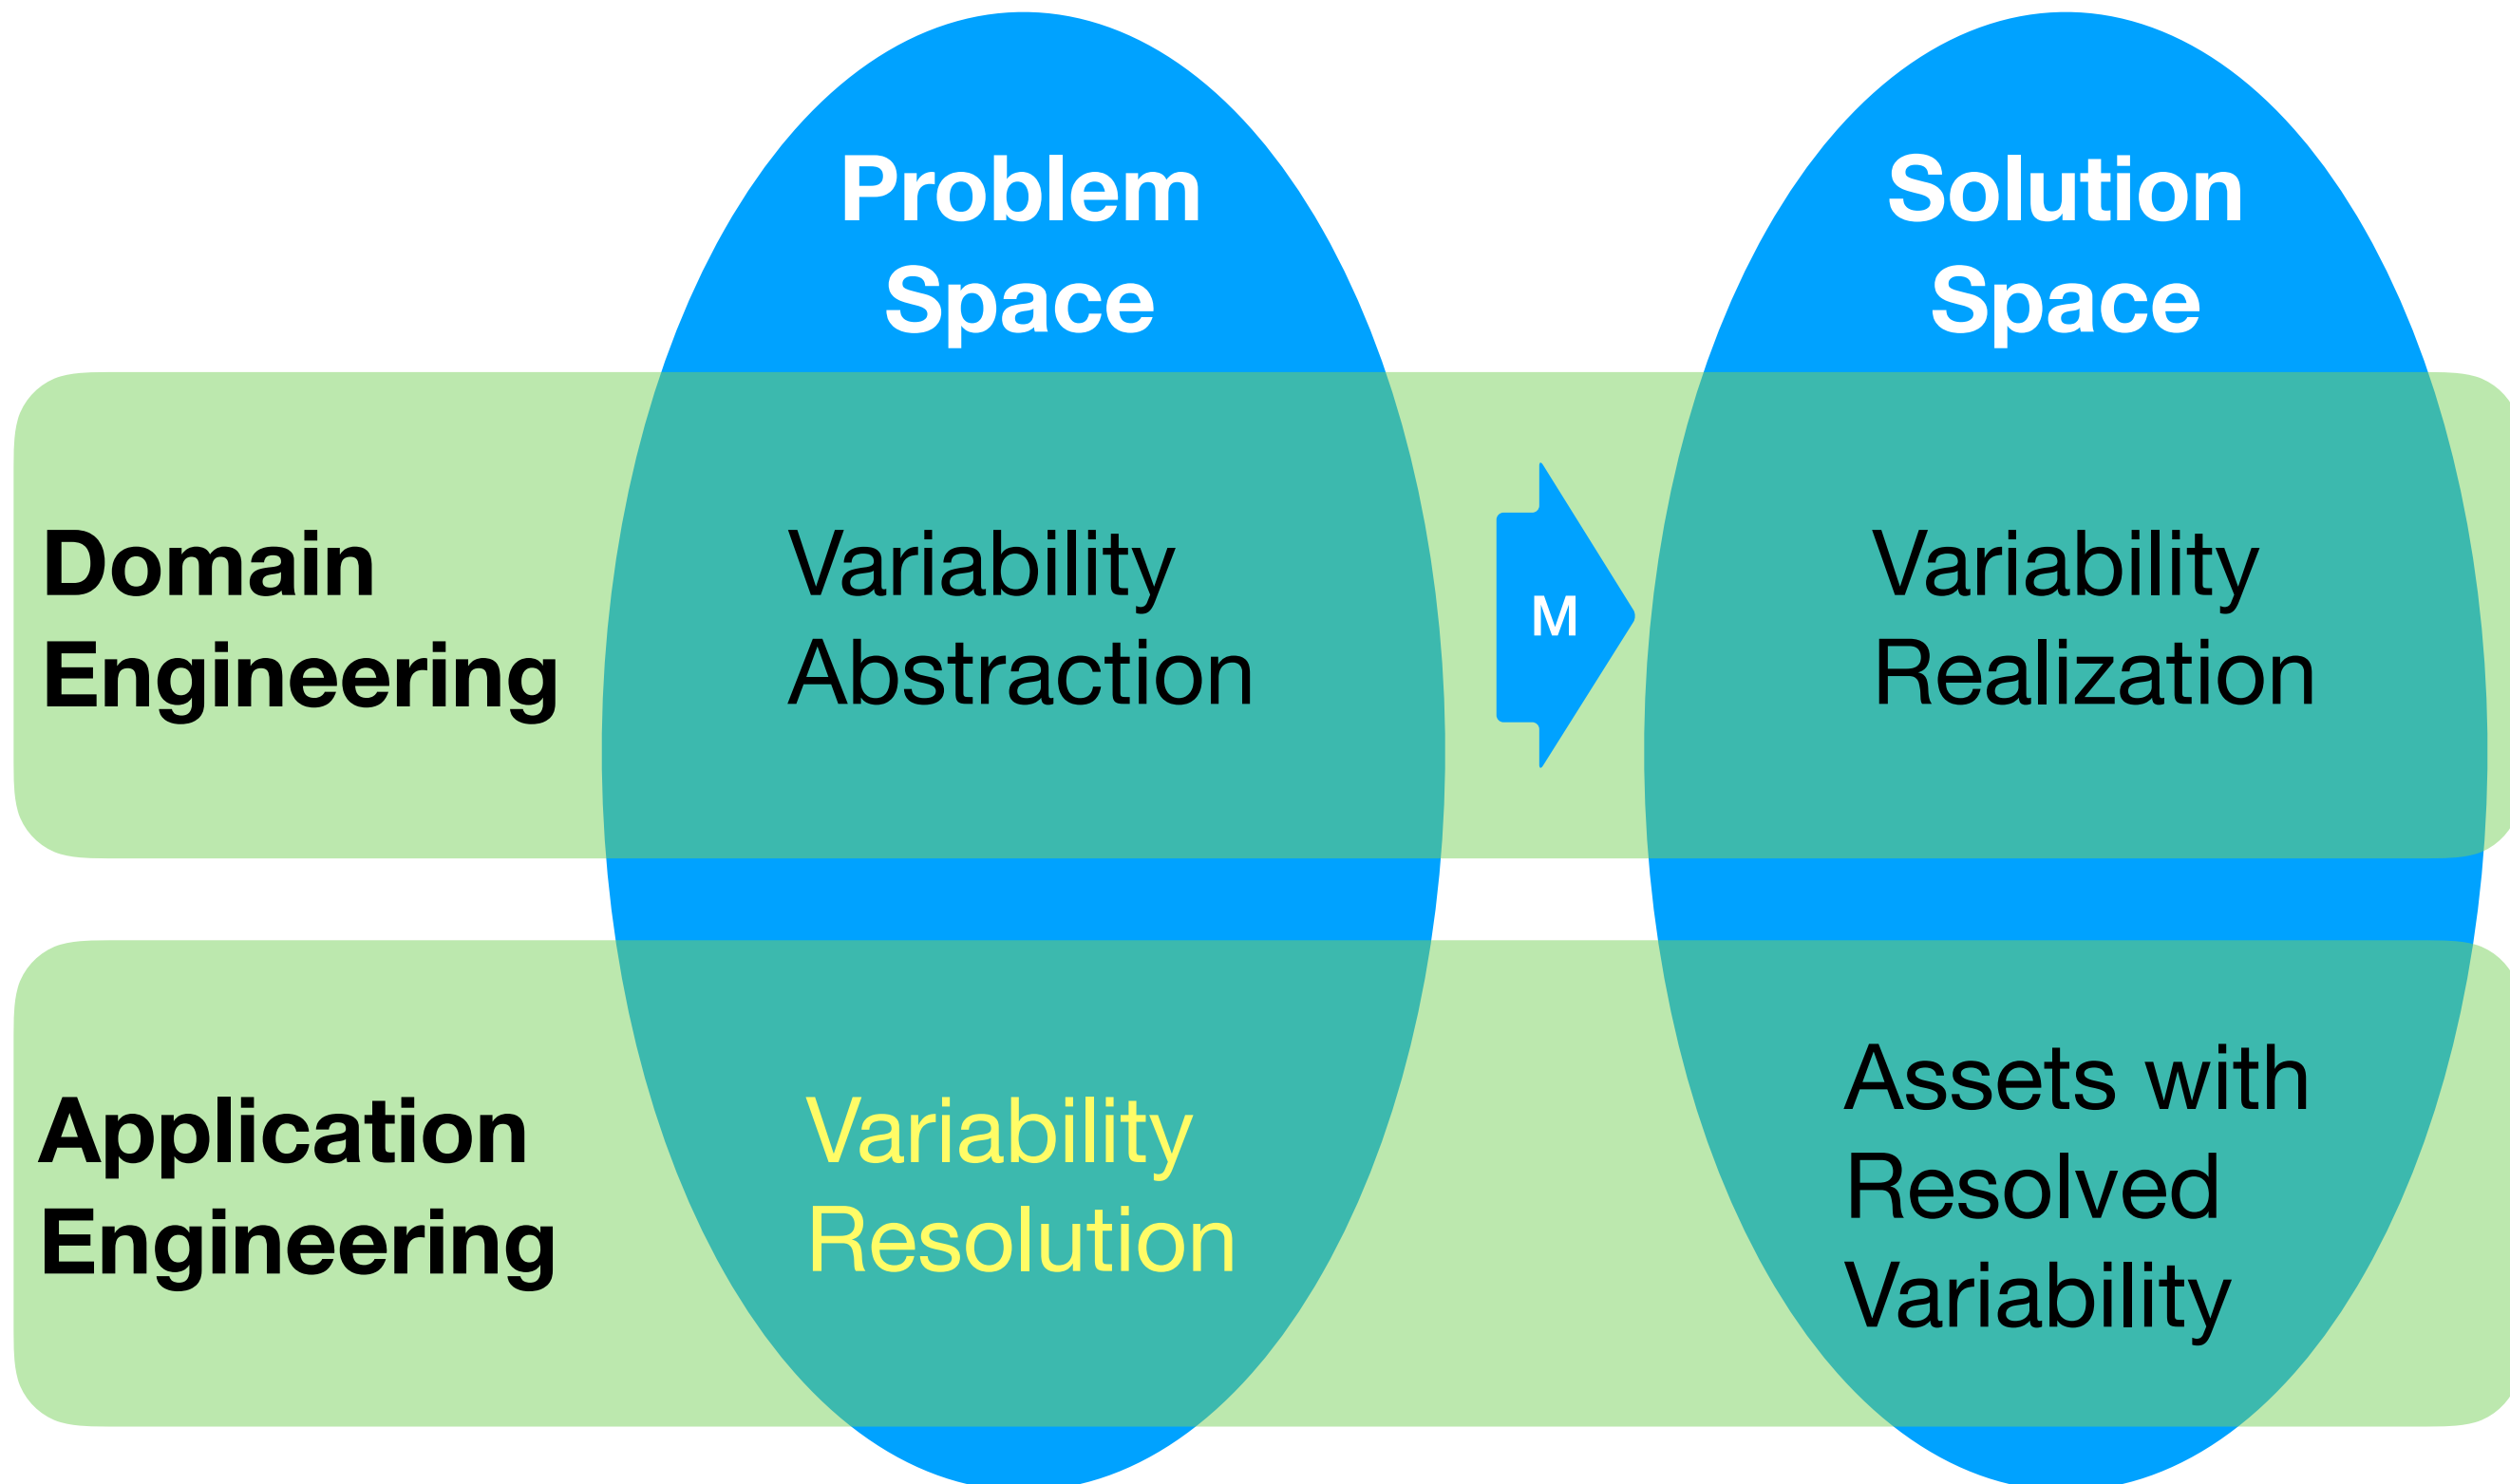 Problem
Space
Solution
Space
Domain
Engineering
Variability
Abstraction
M
Variability
Realization
Application
Engineering
Variability
Resolution
Assets with
Resolved
Variability